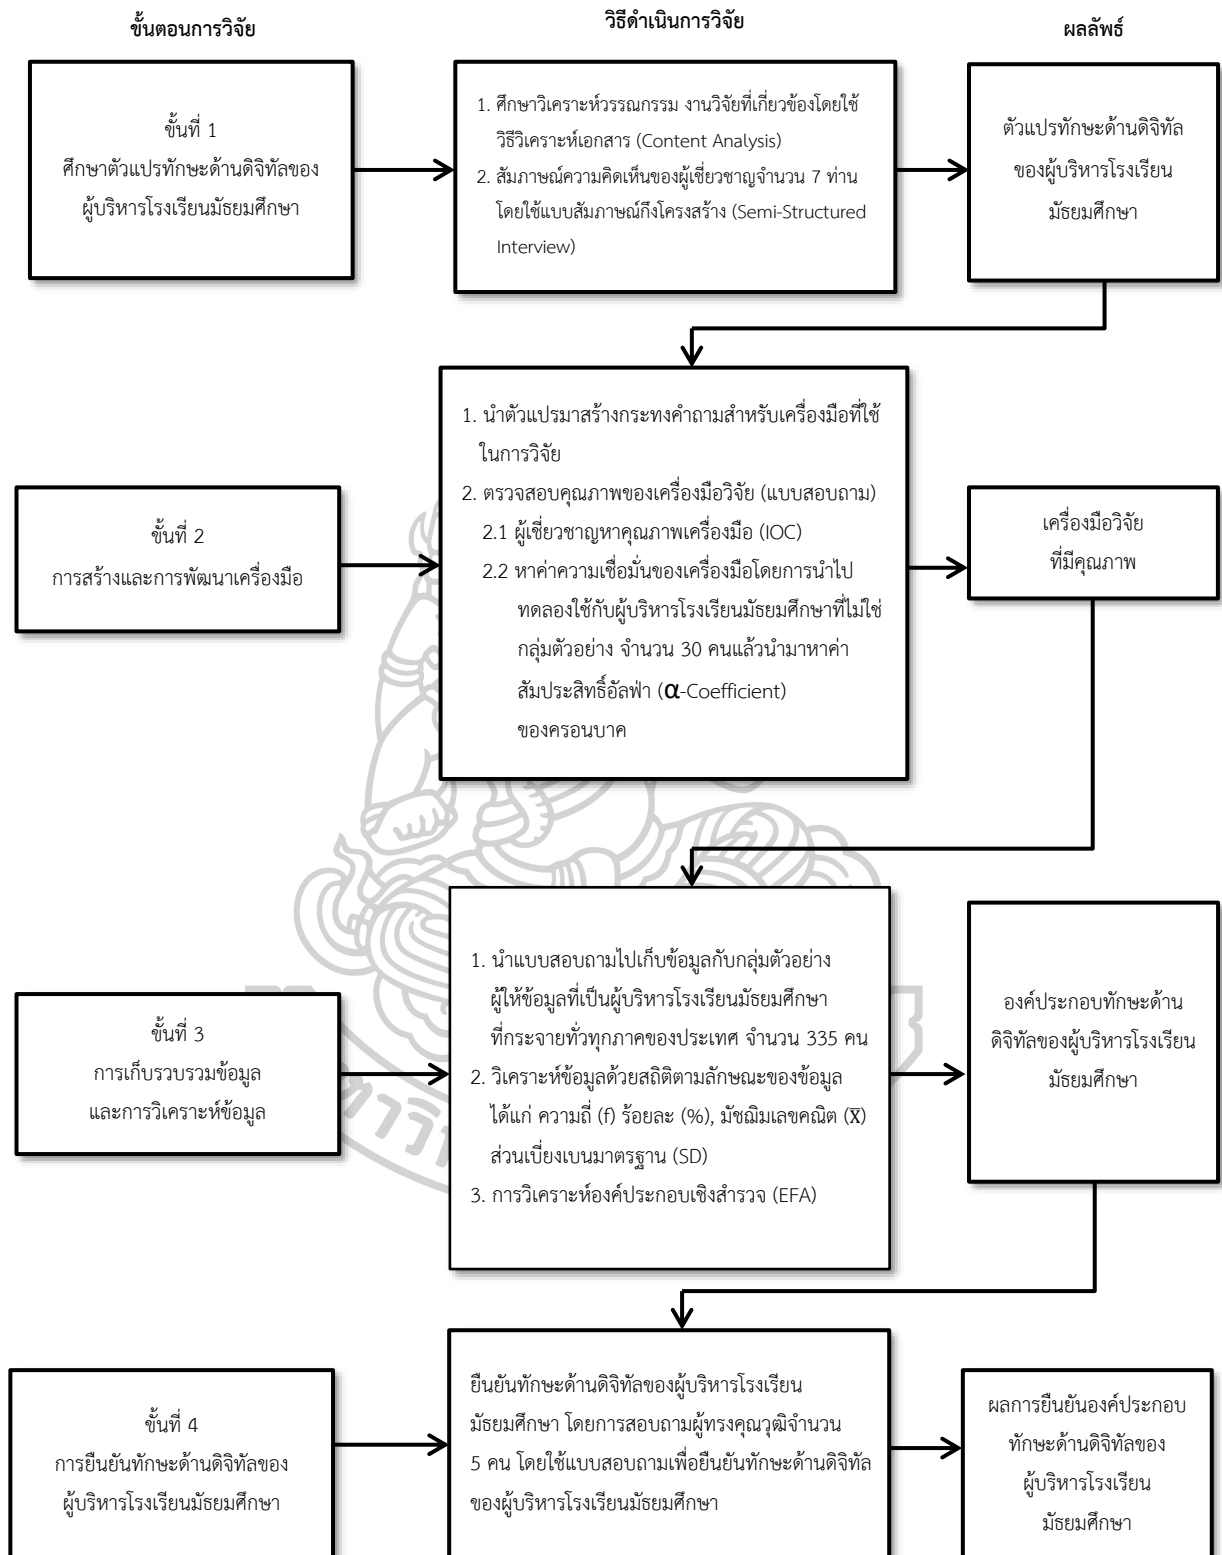 ขั้นตอนการวิจัย
วิธีดำเนินการวิจัย
ผลลัพธ์
ขั้นที่ 1
ศึกษาตัวแปรทักษะด้านดิจิทัลของ
ผู้บริหารโรงเรียนมัธยมศึกษา
1. ศึกษาวิเคราะห์วรรณกรรม งานวิจัยที่เกี่ยวข้องโดยใช้
วิธีวิเคราะห์เอกสาร (Content Analysis)
2. สัมภาษณ์ความคิดเห็นของผู้เชี่ยวชาญจำนวน 7 ท่าน
โดยใช้แบบสัมภาษณ์กึ่งโครงสร้าง (Semi-Structured
Interview)
ตัวแปรทักษะด้านดิจิทัล
ของผู้บริหารโรงเรียน
มัธยมศึกษา
ขั้นที่ 2
การสร้างและการพัฒนาเครื่องมือ
1. นำตัวแปรมาสร้างกระทงคำถามสำหรับเครื่องมือที่ใช้
ในการวิจัย
2. ตรวจสอบคุณภาพของเครื่องมือวิจัย (แบบสอบถาม)
2.1 ผู้เชี่ยวชาญหาคุณภาพเครื่องมือ (IOC)
2.2 หาค่าความเชื่อมั่นของเครื่องมือโดยการนำไป
ทดลองใช้กับผู้บริหารโรงเรียนมัธยมศึกษาที่ไม่ใช่
กลุ่มตัวอย่าง จำนวน 30 คนแล้วนำมาหาค่า
สัมประสิทธิ์อัลฟ่า (α-Coefficient)
ของครอนบาค
เครื่องมือวิจัย
ที่มีคุณภาพ
ขั้นที่ 3
การเก็บรวบรวมข้อมูล
และการวิเคราะห์ข้อมูล
1. นำแบบสอบถามไปเก็บข้อมูลกับกลุ่มตัวอย่าง
ผู้ให้ข้อมูลที่เป็นผู้บริหารโรงเรียนมัธยมศึกษา
ที่กระจายทั่วทุกภาคของประเทศ จำนวน 335 คน
2. วิเคราะห์ข้อมูลด้วยสถิติตามลักษณะของข้อมูล
ได้แก่ ความถี่ (f) ร้อยละ (%), มัชฌิมเลขคณิต (X̅)
ส่วนเบี่ยงเบนมาตรฐาน (SD)
3. การวิเคราะห์องค์ประกอบเชิงสำรวจ (EFA)
องค์ประกอบทักษะด้าน
ดิจิทัลของผู้บริหารโรงเรียน
มัธยมศึกษา
ขั้นที่ 4
การยืนยันทักษะด้านดิจิทัลของ
ผู้บริหารโรงเรียนมัธยมศึกษา
ยืนยันทักษะด้านดิจิทัลของผู้บริหารโรงเรียน
มัธยมศึกษา โดยการสอบถามผู้ทรงคุณวุฒิจำนวน
5 คน โดยใช้แบบสอบถามเพื่อยืนยันทักษะด้านดิจิทัล
ของผู้บริหารโรงเรียนมัธยมศึกษา
ผลการยืนยันองค์ประกอบ
ทักษะด้านดิจิทัลของ
ผู้บริหารโรงเรียน
มัธยมศึกษา